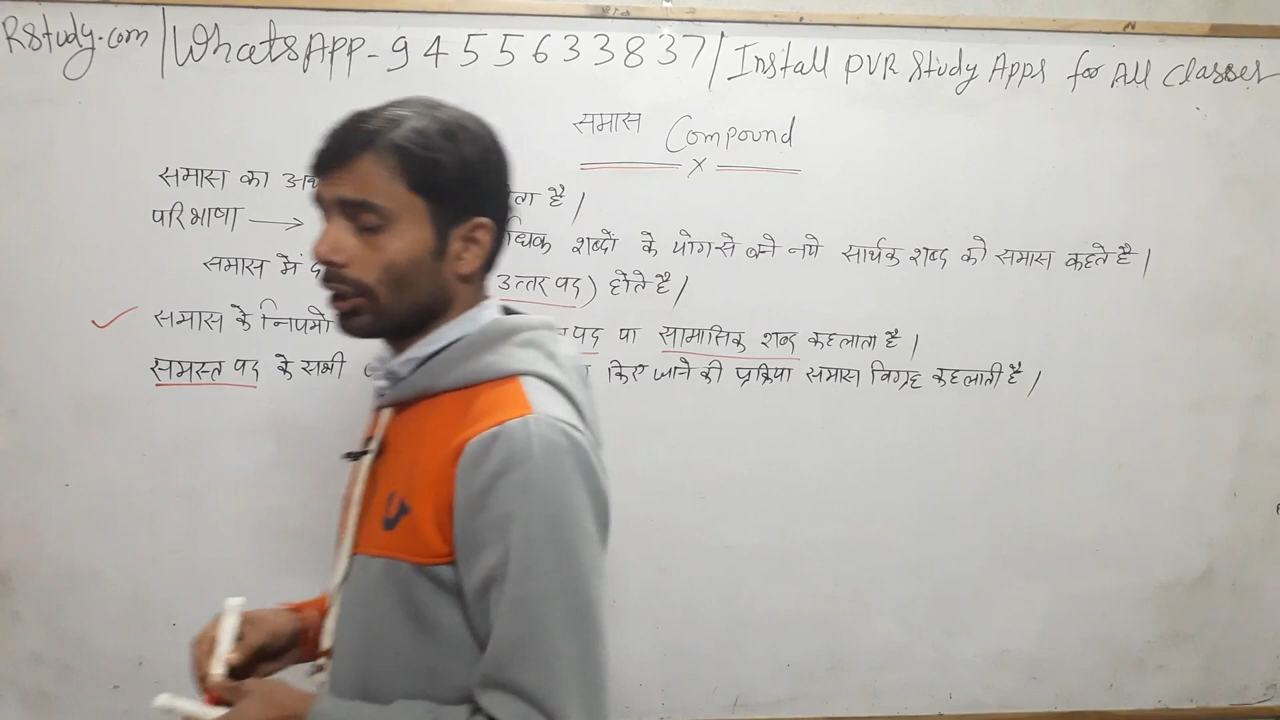 RStudy.com | WhatsApp - 9455633837 | Install PVR Study Apps for All Classes
समास Compound
समास का है।
परिभाषा → शब्दों के योग से बने नये सार्थक शब्द को समास कहते है।
समास में उत्तर पद) होते है।
समास के नियमो पद या सामासिक शब्द कहलाता है।
समस्त पद के सभी किए जाने की प्रक्रिया समास विग्रह कहलाती है।